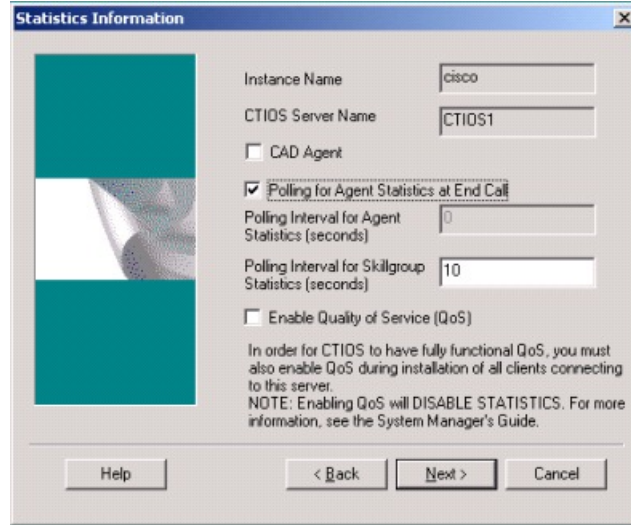 Statistics Information
Instance Name
cisco
CTIOS Server Name
CTIOS1
CAD Agent
Polling for Agent Statistics at End Call
Polling Interval for Agent
Statistics (seconds)
0
Polling Interval for Skillgroup
Statistics (seconds)
10
Enable Quality of Service (QoS)
In order for CTIOS to have fully functional QoS, you must
also enable QoS during installation of all clients connecting
to this server.
NOTE: Enabling QoS will DISABLE STATISTICS. For more
information, see the System Manager's Guide.
Help
< Back
Next >
Cancel